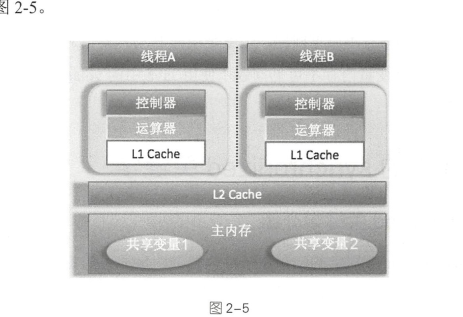 图 2-5。
线程A
线程B
控制器
控制器
运算器
运算器
L1 Cache
L1 Cache
L2 Cache
主内存
共享变量1
共享变量2
图 2-5